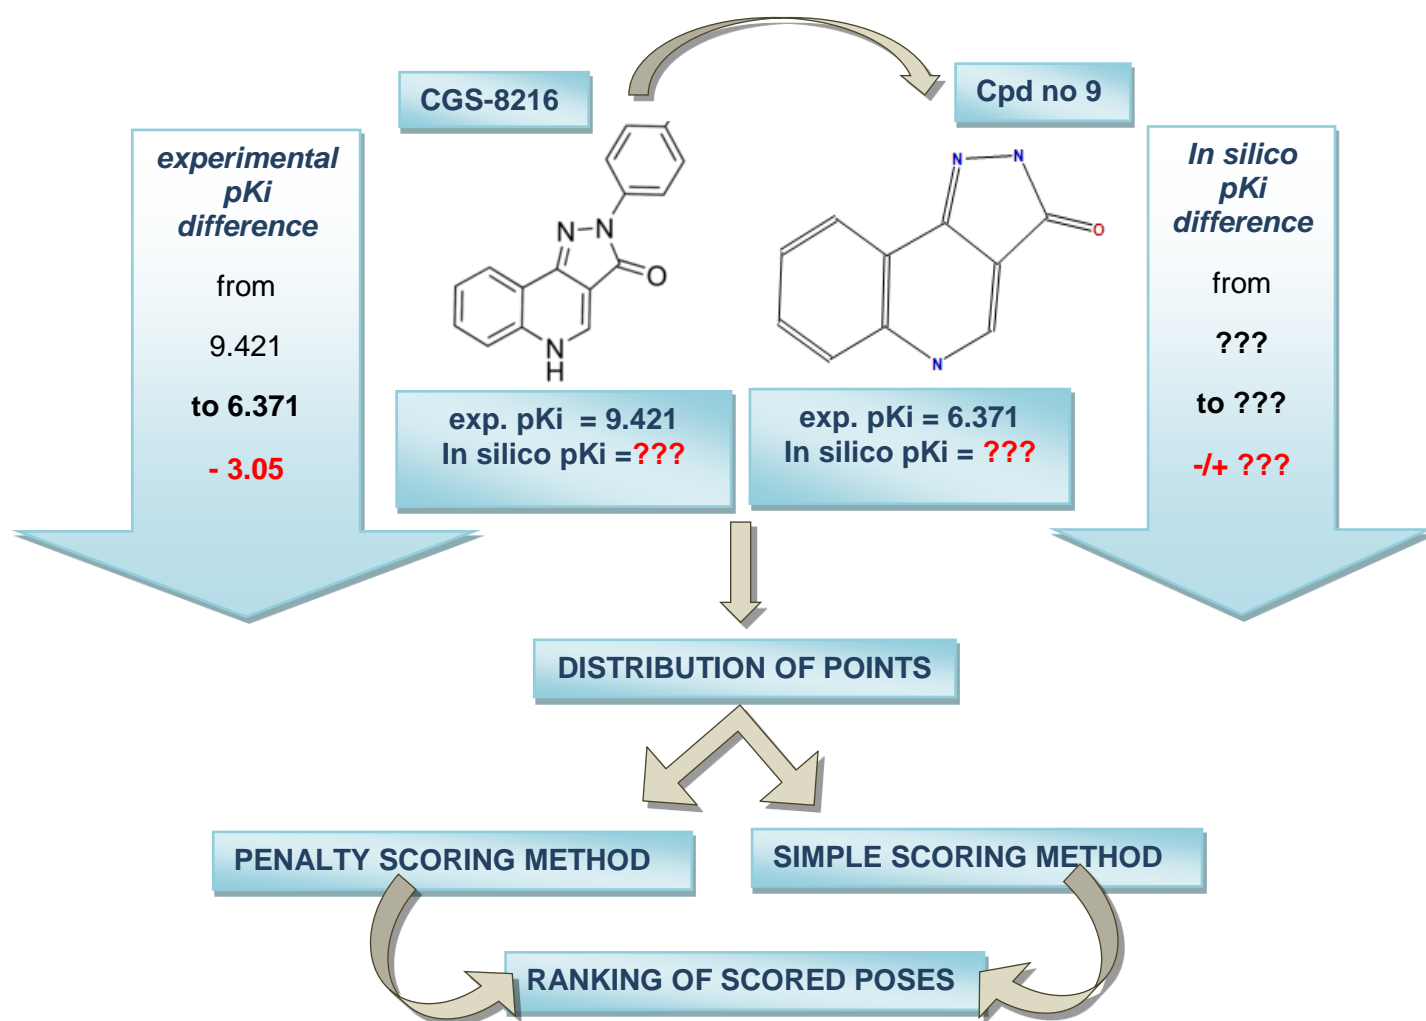 CGS-8216
Cpd no 9
experimental
pKi
difference
from
9.421
to 6.371
- 3.05
N
N
O
N
H
N
N
O
N
In silico
pKi
difference
from
???
to ???
-/+ ???
exp. pKi = 9.421
In silico pKi =???
exp. pKi = 6.371
In silico pKi = ???
DISTRIBUTION OF POINTS
PENALTY SCORING METHOD
SIMPLE SCORING METHOD
RANKING OF SCORED POSES